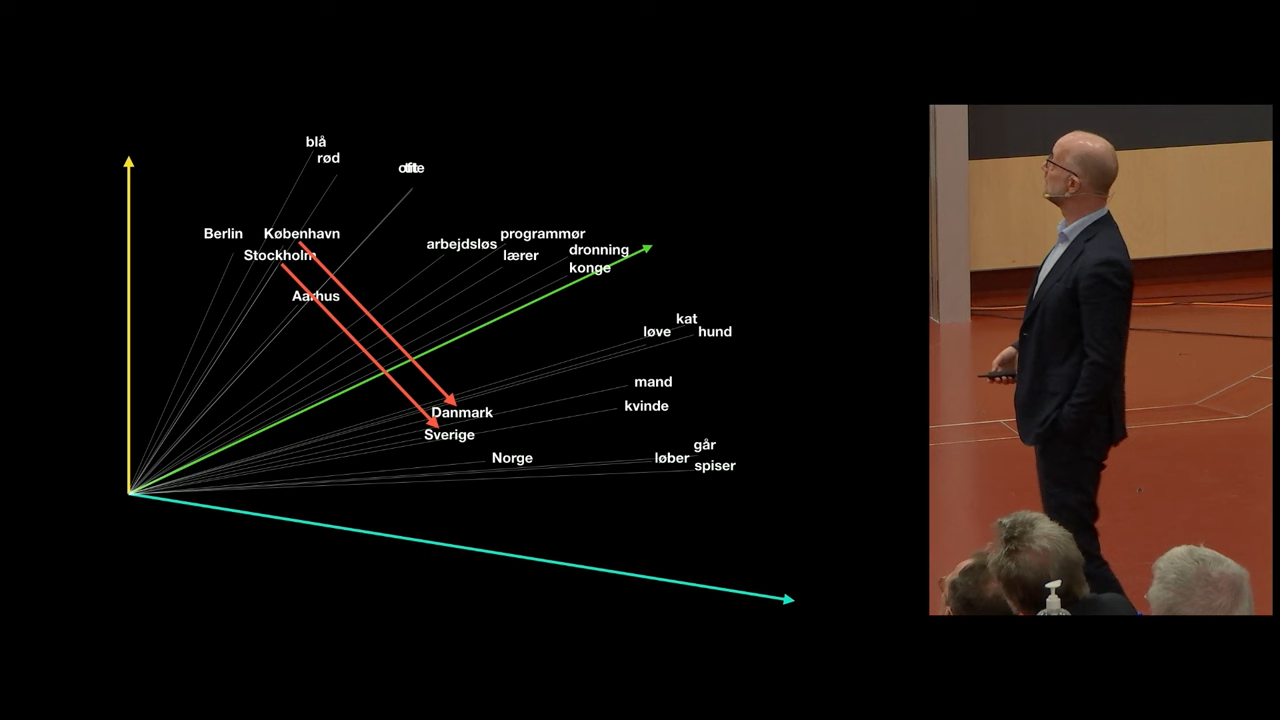 blå
rød
Berlin
København
Stockholm
Aarhus
arbejdsløs
programmør
lærer
dronning
konge
kat
løve
hund
mand
kvinde
Danmark
Sverige
Norge
går
løber
spiser